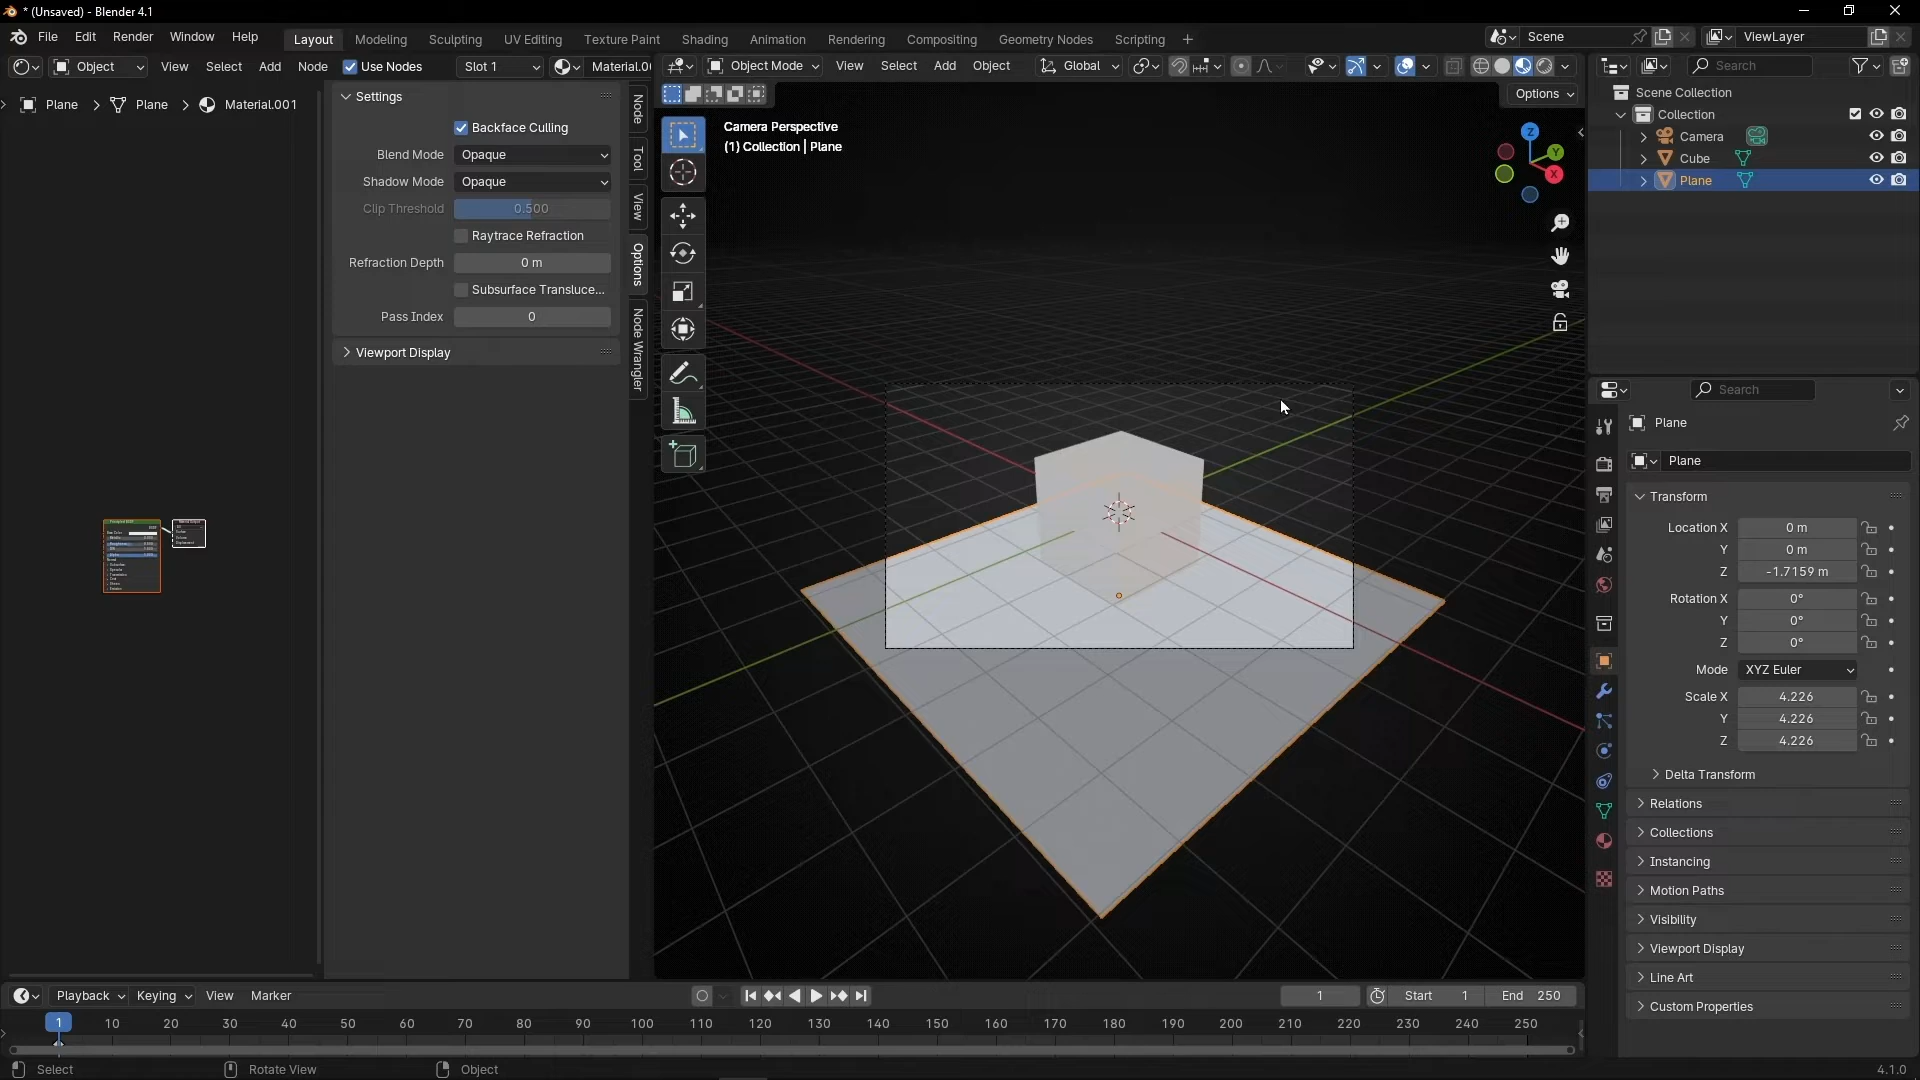 * (Unsaved) - Blender 4.1
File Edit Render Window Help Layout Modeling Sculpting UV Editing Texture Paint Shading Animation Rendering Compositing Geometry Nodes Scripting + Scene ViewLayer
Object View Select Add Node Use Nodes Slot 1 Material.0
Object Mode View Select Add Object Global Search
Options
Plane > Plane > Material.001
Settings
Backface Culling
Blend Mode Opaque
Shadow Mode Opaque
Clip Threshold 0.500
Raytrace Refraction
Refraction Depth 0 m
Subsurface Transluce...
Pass Index 0
Viewport Display
Node
Tool
View
Options
Node Wrangler
Camera Perspective
(1) Collection | Plane
Z
Y
X
Scene Collection
Collection
Camera
Cube
Plane
Search
Plane
Plane
Transform
Location X 0 m
Y 0 m
Z -1.7159 m
Rotation X 0°
Y 0°
Z 0°
Mode XYZ Euler
Scale X 4.226
Y 4.226
Z 4.226
Delta Transform
Relations
Collections
Instancing
Motion Paths
Visibility
Viewport Display
Line Art
Custom Properties
Playback Keying View Marker 1 Start 1 End 250
1 10 20 30 40 50 60 70 80 90 100 110 120 130 140 150 160 170 180 190 200 210 220 230 240 250
Select Rotate View Object 4.1.0